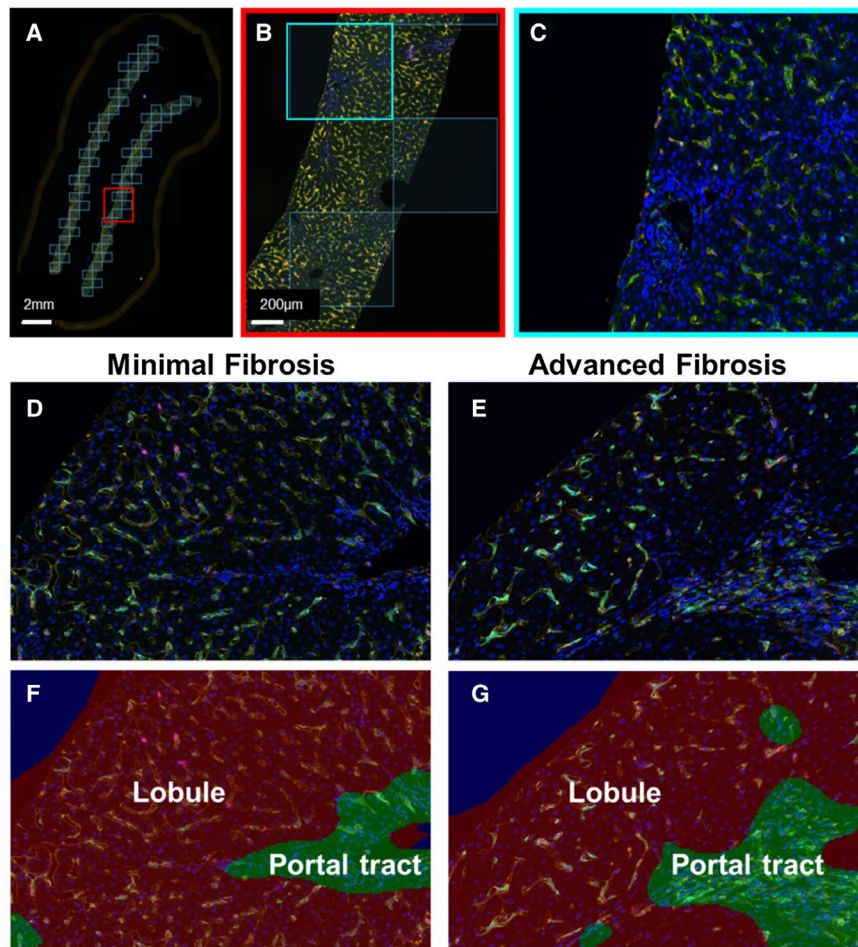 A
B
C
2mm
200µm
Minimal Fibrosis
Advanced Fibrosis
D
E
F
G
Lobule
Lobule
Portal tract
Portal tract